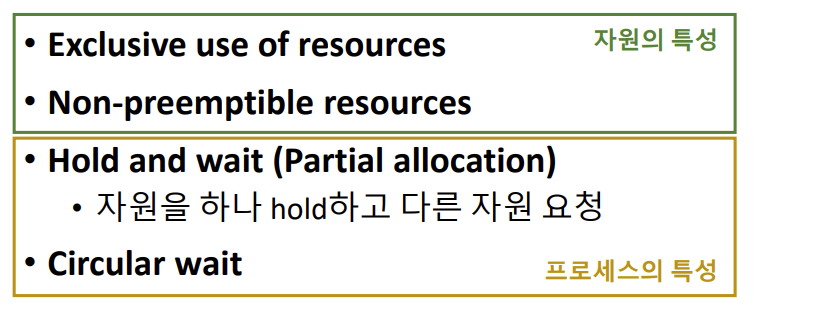 • Exclusive use of resources
자원의 특성
• Non-preemptible resources
• Hold and wait (Partial allocation)
• 자원을 하나 hold하고 다른 자원 요청
• Circular wait
프로세스의 특성